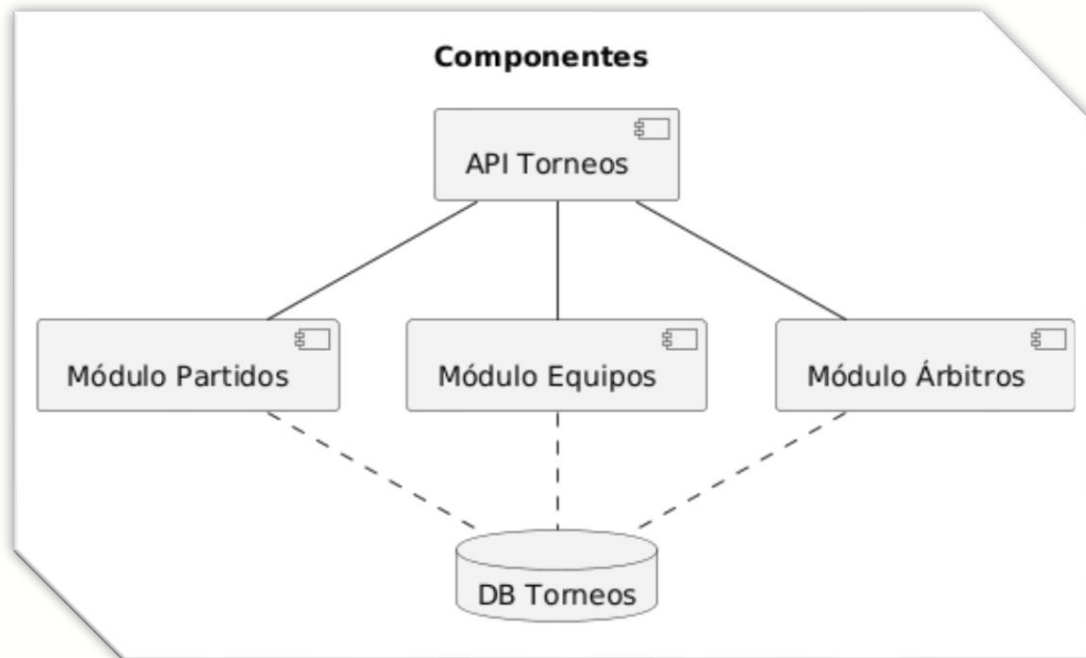 Componentes
API Torneos
Módulo Partidos
Módulo Equipos
Módulo Árbitros
DB Torneos